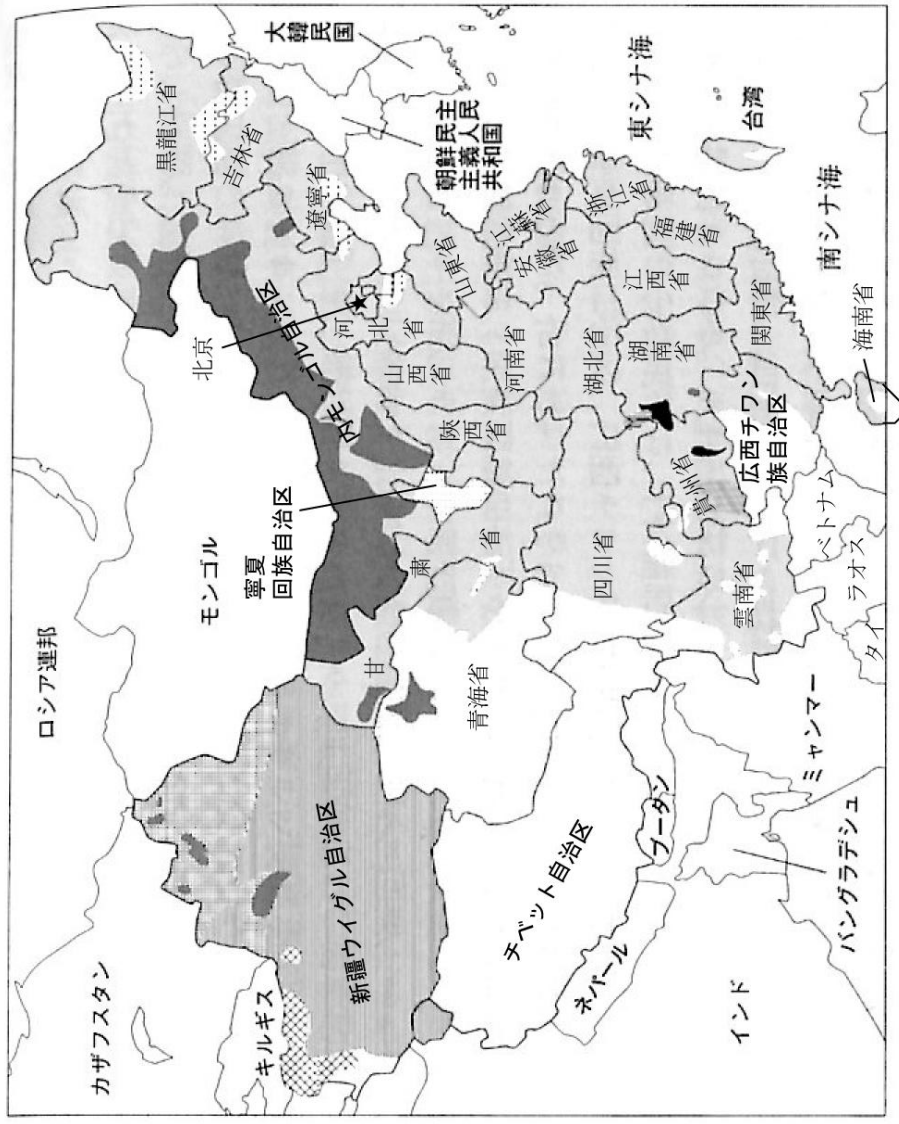 ロシア連邦
カザフスタン
キルギス
モンゴル
新疆ウイグル自治区
チベット自治区
ネパール
ブータン
インド
バングラデシュ
ミャンマー
タイ
ラオス
ベトナム
青海省
甘
粛
省
寧夏
回族自治区
内モンゴル自治区
北京
黒龍江省
吉林省
遼寧省
河
北
省
山
西省
山東省
陝
西省
河南省
江蘇省
安徽省
浙江省
湖北省
四川省
江
西省
湖
南省
福建省
貴州省
雲南省
広西チワン
族自治区
関東省
海南省
台湾
大韓民国
朝鮮民主
主義人民
共和国
東シナ海
南シナ海